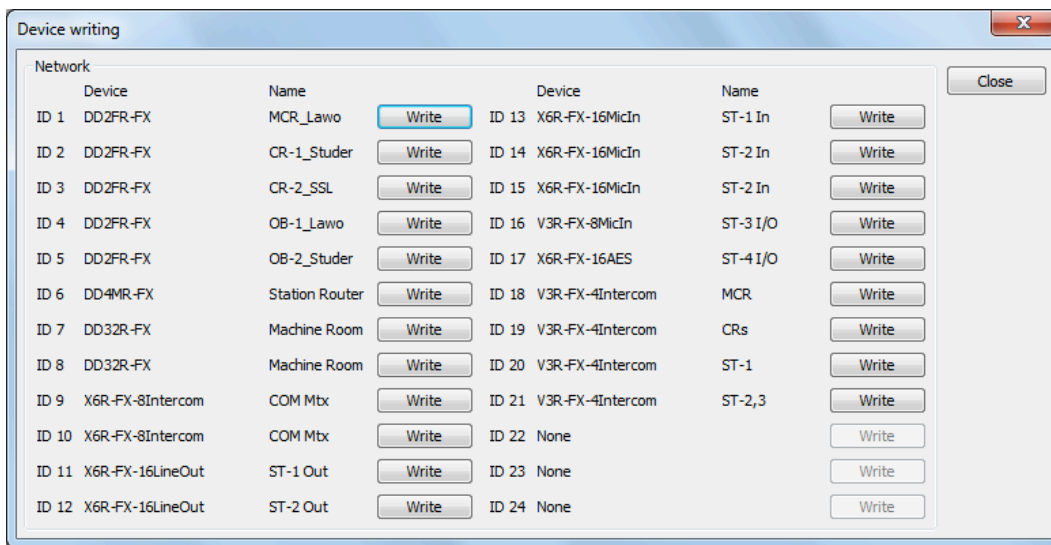 Device writing
Network
Close
Device Name Device Name
ID 1 DD2FR-FX MCR_Lawo Write ID 13 X6R-FX-16MicIn ST-1 In Write
ID 2 DD2FR-FX CR-1_Studer Write ID 14 X6R-FX-16MicIn ST-2 In Write
ID 3 DD2FR-FX CR-2_SSL Write ID 15 X6R-FX-16MicIn ST-2 In Write
ID 4 DD2FR-FX OB-1_Lawo Write ID 16 V3R-FX-8MicIn ST-3 I/O Write
ID 5 DD2FR-FX OB-2_Studer Write ID 17 X6R-FX-16AES ST-4 I/O Write
ID 6 DD4MR-FX Station Router Write ID 18 V3R-FX-4Intercom MCR Write
ID 7 DD32R-FX Machine Room Write ID 19 V3R-FX-4Intercom CRs Write
ID 8 DD32R-FX Machine Room Write ID 20 V3R-FX-4Intercom ST-1 Write
ID 9 X6R-FX-8Intercom COM Mtx Write ID 21 V3R-FX-4Intercom ST-2,3 Write
ID 10 X6R-FX-8Intercom COM Mtx Write ID 22 None Write
ID 11 X6R-FX-16LineOut ST-1 Out Write ID 23 None Write
ID 12 X6R-FX-16LineOut ST-2 Out Write ID 24 None Write